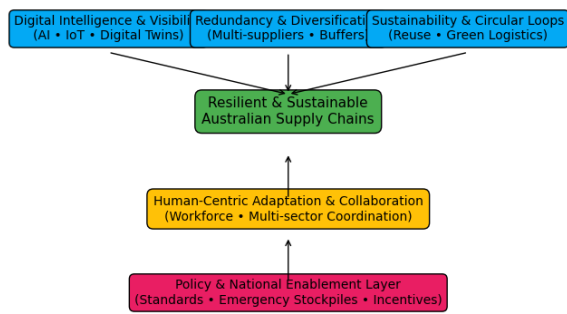 Digital Intelligence & Visibili
(AI • IoT • Digital Twins)
Redundancy & Diversificati
(Multi-suppliers • Buffers)
Sustainability & Circular Loops
(Reuse • Green Logistics)
Resilient & Sustainable
Australian Supply Chains
Human-Centric Adaptation & Collaboration
(Workforce • Multi-sector Coordination)
Policy & National Enablement Layer
(Standards • Emergency Stockpiles • Incentives)